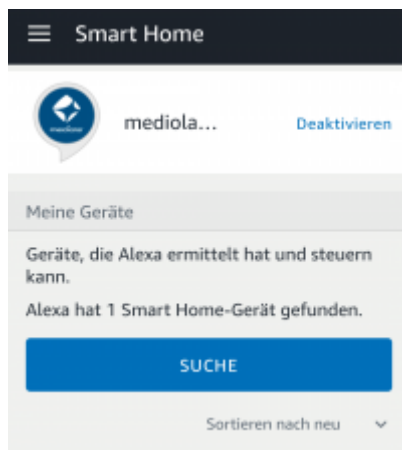 Smart Home
mediola...
Deaktivieren
Meine Geräte
Geräte, die Alexa ermittelt hat und steuern
kann.
Alexa hat 1 Smart Home-Gerät gefunden.
SUCHE
Sortieren nach neu